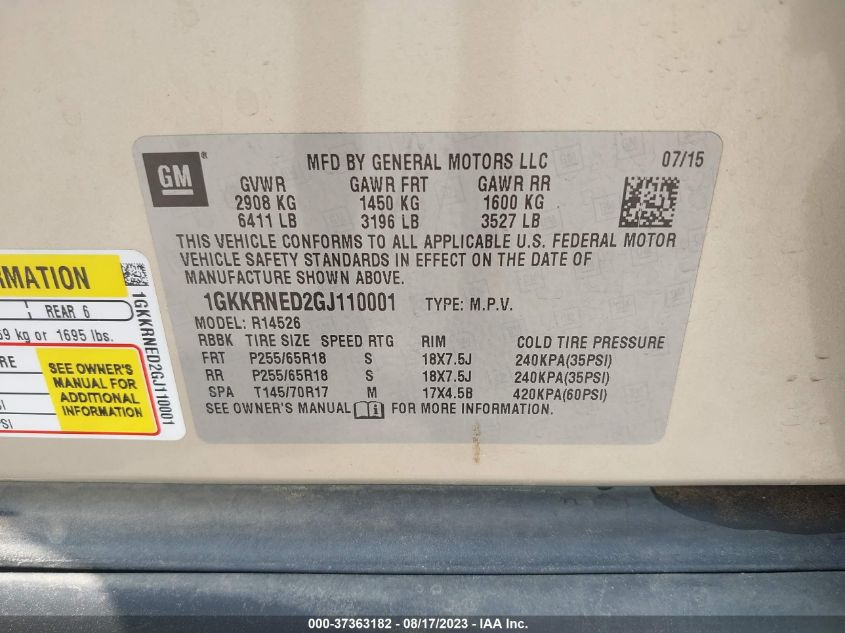 GM®
MFD BY GENERAL MOTORS LLC 07/15
GVWR GAWR FRT GAWR RR
2908 KG 1450 KG 1600 KG
6411 LB 3196 LB 3527 LB
THIS VEHICLE CONFORMS TO ALL APPLICABLE U.S. FEDERAL MOTOR
VEHICLE SAFETY STANDARDS IN EFFECT ON THE DATE OF
MANUFACTURE SHOWN ABOVE.
1GKKRNED2GJ110001 TYPE: M.P.V.
MODEL: R14526
RBBK TIRE SIZE SPEED RTG RIM COLD TIRE PRESSURE
FRT P255/65R18 S 18X7.5J 240KPA(35PSI)
RR P255/65R18 S 18X7.5J 240KPA(35PSI)
SPA T145/70R17 M 17X4.5B 420KPA(60PSI)
SEE OWNER'S MANUAL FOR MORE INFORMATION.
REAR 6
kg or 1695 lbs.
SEE OWNER'S
MANUAL FOR
ADDITIONAL
INFORMATION
1GKKRNED2GJ110001
000-37363182 - 08/17/2023 - IAA Inc.